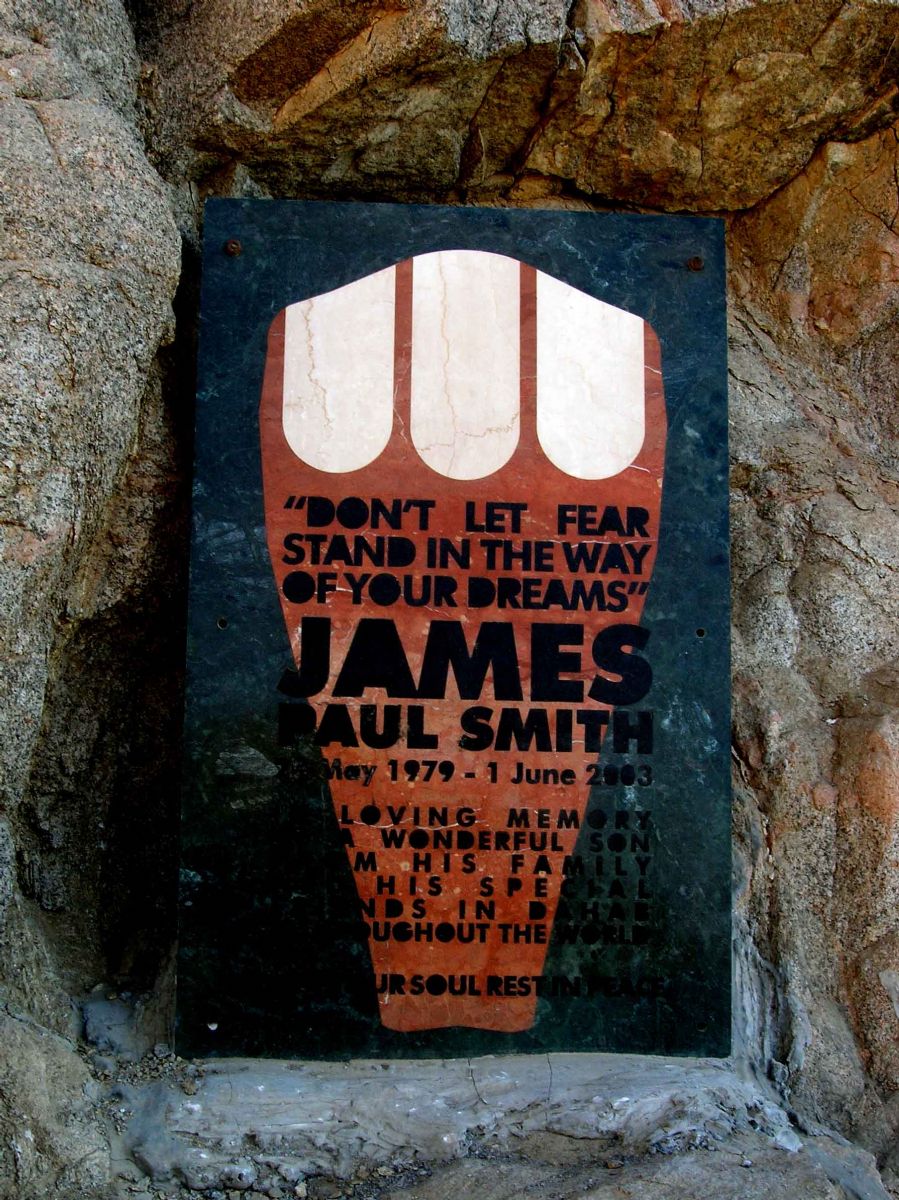 “DON’T LET FEAR
STAND IN THE WAY
OF YOUR DREAMS”
JAMES
PAUL SMITH
May 1979 - 1 June 2003
LOVING MEMORY
A WONDERFUL SON
HIS FAMILY
HIS SPECIAL
IN DAHAB
THE WORLD
SOUL REST IN PEACE